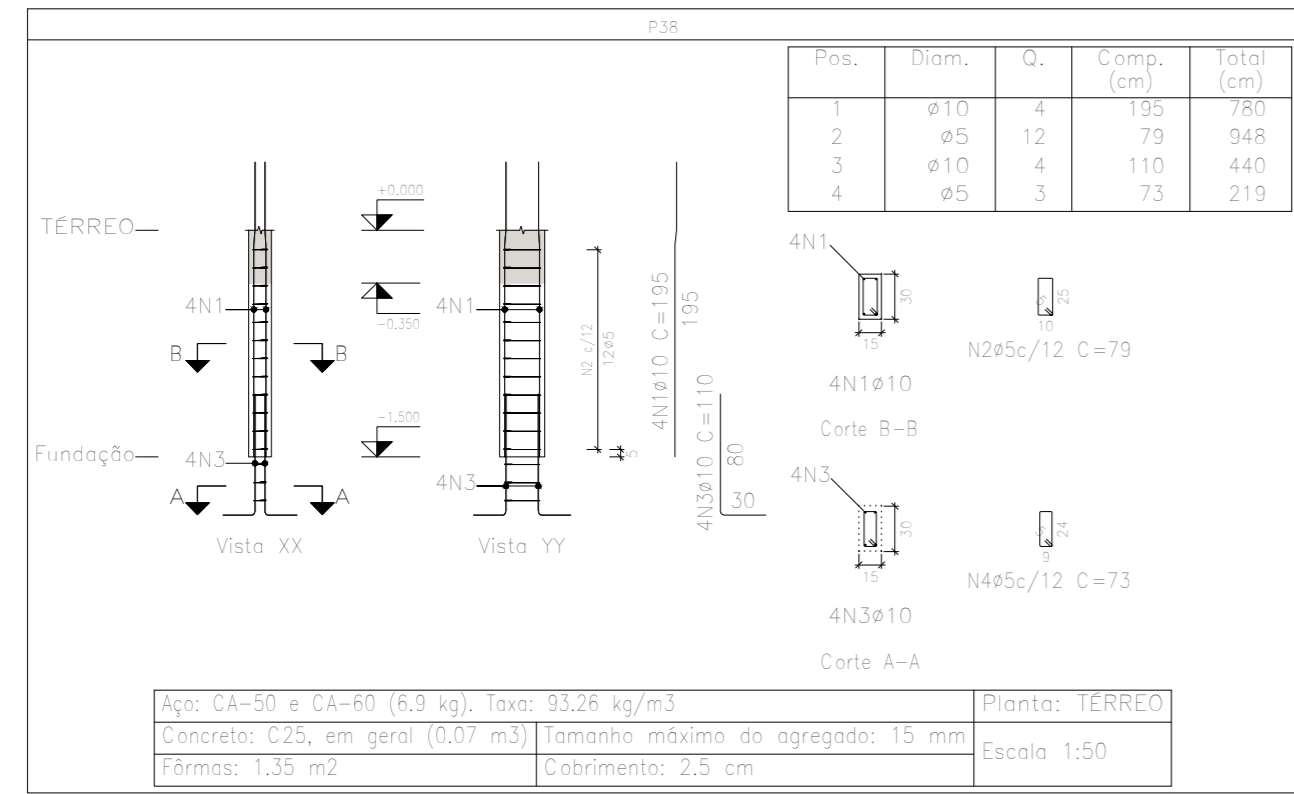 P38
Pos. Diam. Q. Comp. (cm) Total (cm)
1 ø10 4 195 780
2 ø5 12 79 948
3 ø10 4 110 440
4 ø5 3 73 219
TÉRREO
+0.000
4N1
-0.350
B B
-1.500
Fundação
4N3
A A
Vista XX
4N1
N2 c/12
12ø5
5
4N3
Vista YY
4N1ø10 C=195
195
4N3ø10 C=110
80
30
4N1
30
15
4N1ø10
Corte B-B
5
25
10
N2ø5c/12 C=79
4N3
30
15
4N3ø10
Corte A-A
5
24
9
N4ø5c/12 C=73
Aço: CA-50 e CA-60 (6.9 kg). Taxa: 93.26 kg/m3
Planta: TÉRREO
Concreto: C25, em geral (0.07 m3)
Tamanho máximo do agregado: 15 mm
Escala 1:50
Fôrmas: 1.35 m2
Cobrimento: 2.5 cm